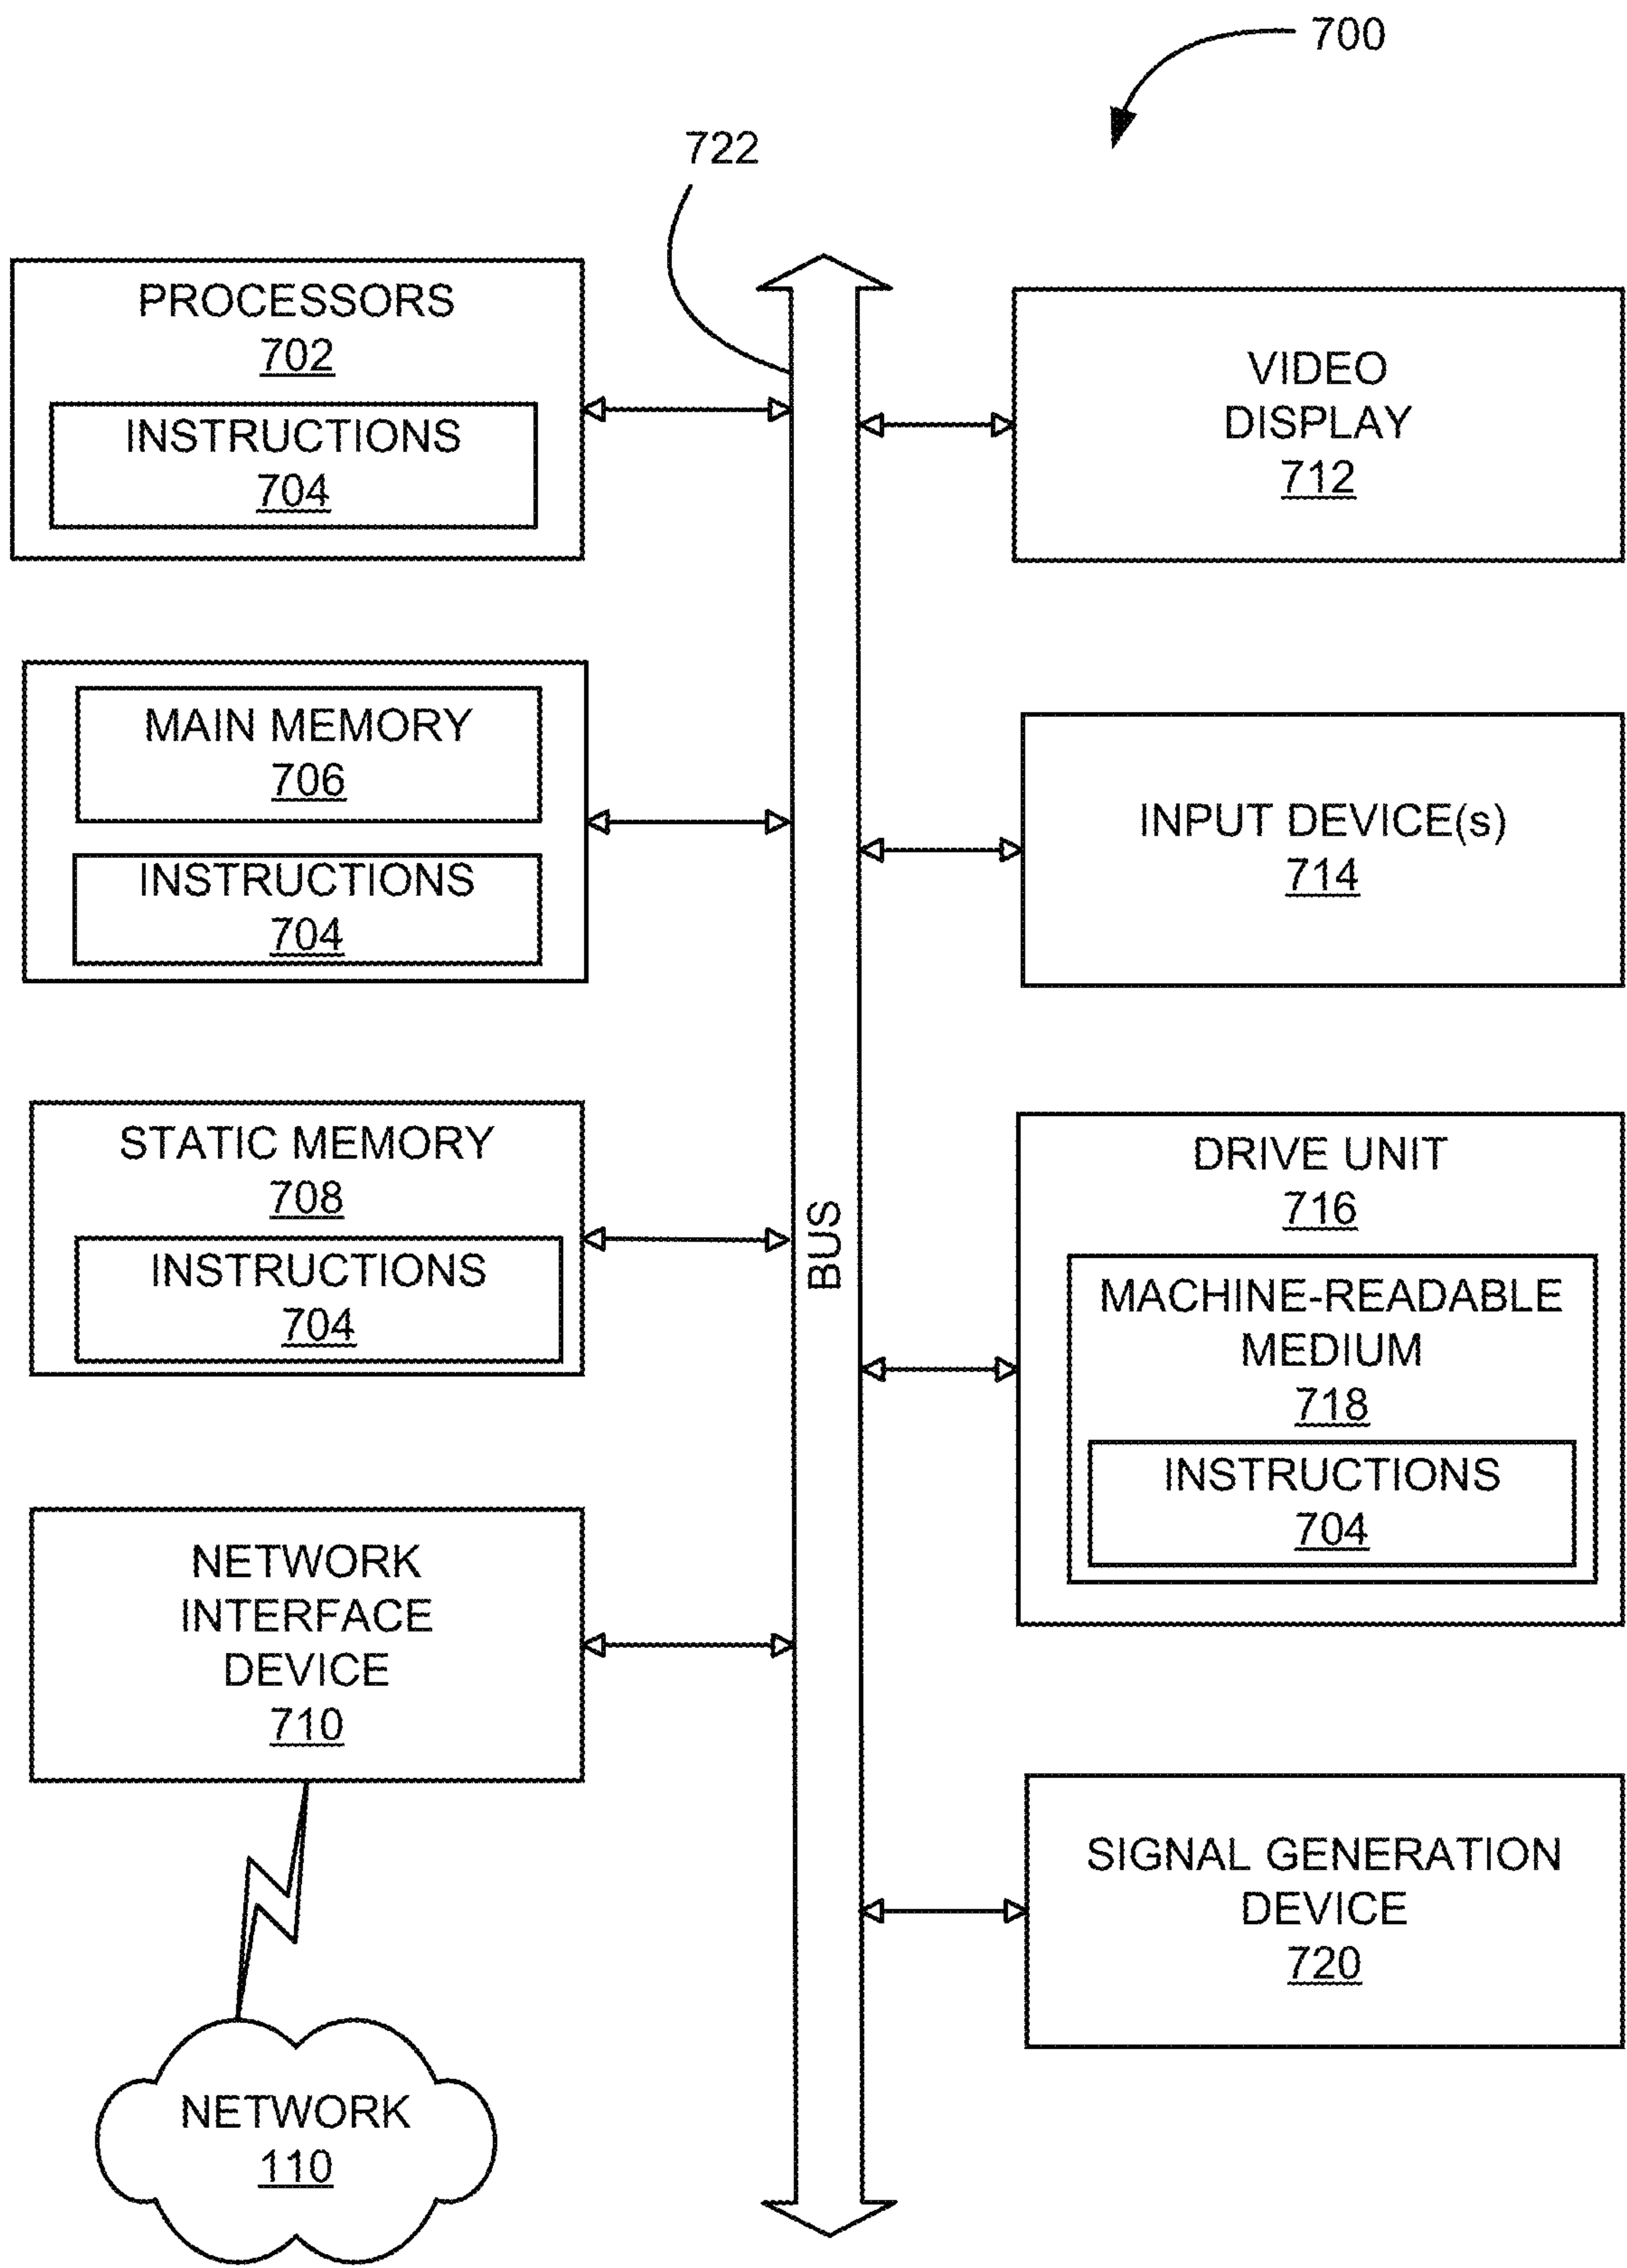 700
722
PROCESSORS
702
INSTRUCTIONS
704
MAIN MEMORY
706
INSTRUCTIONS
704
STATIC MEMORY
708
INSTRUCTIONS
704
NETWORK
INTERFACE
DEVICE
710
NETWORK
110
BUS
VIDEO
DISPLAY
712
INPUT DEVICE(s)
714
DRIVE UNIT
716
MACHINE-READABLE
MEDIUM
718
INSTRUCTIONS
704
SIGNAL GENERATION
DEVICE
720